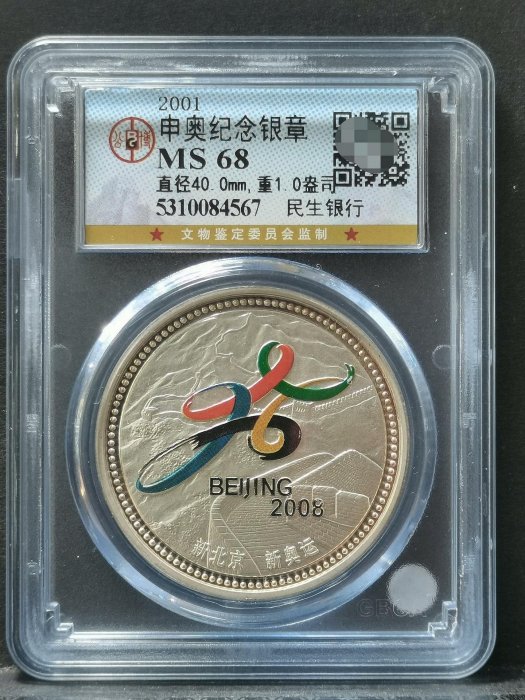 2001
申奥纪念银章
MS 68
直径40.0mm,重1.0盎司
5310084567 民生银行
★ 文物鉴定委员会监制 ★
BEIJING
2008
新北京 新奥运